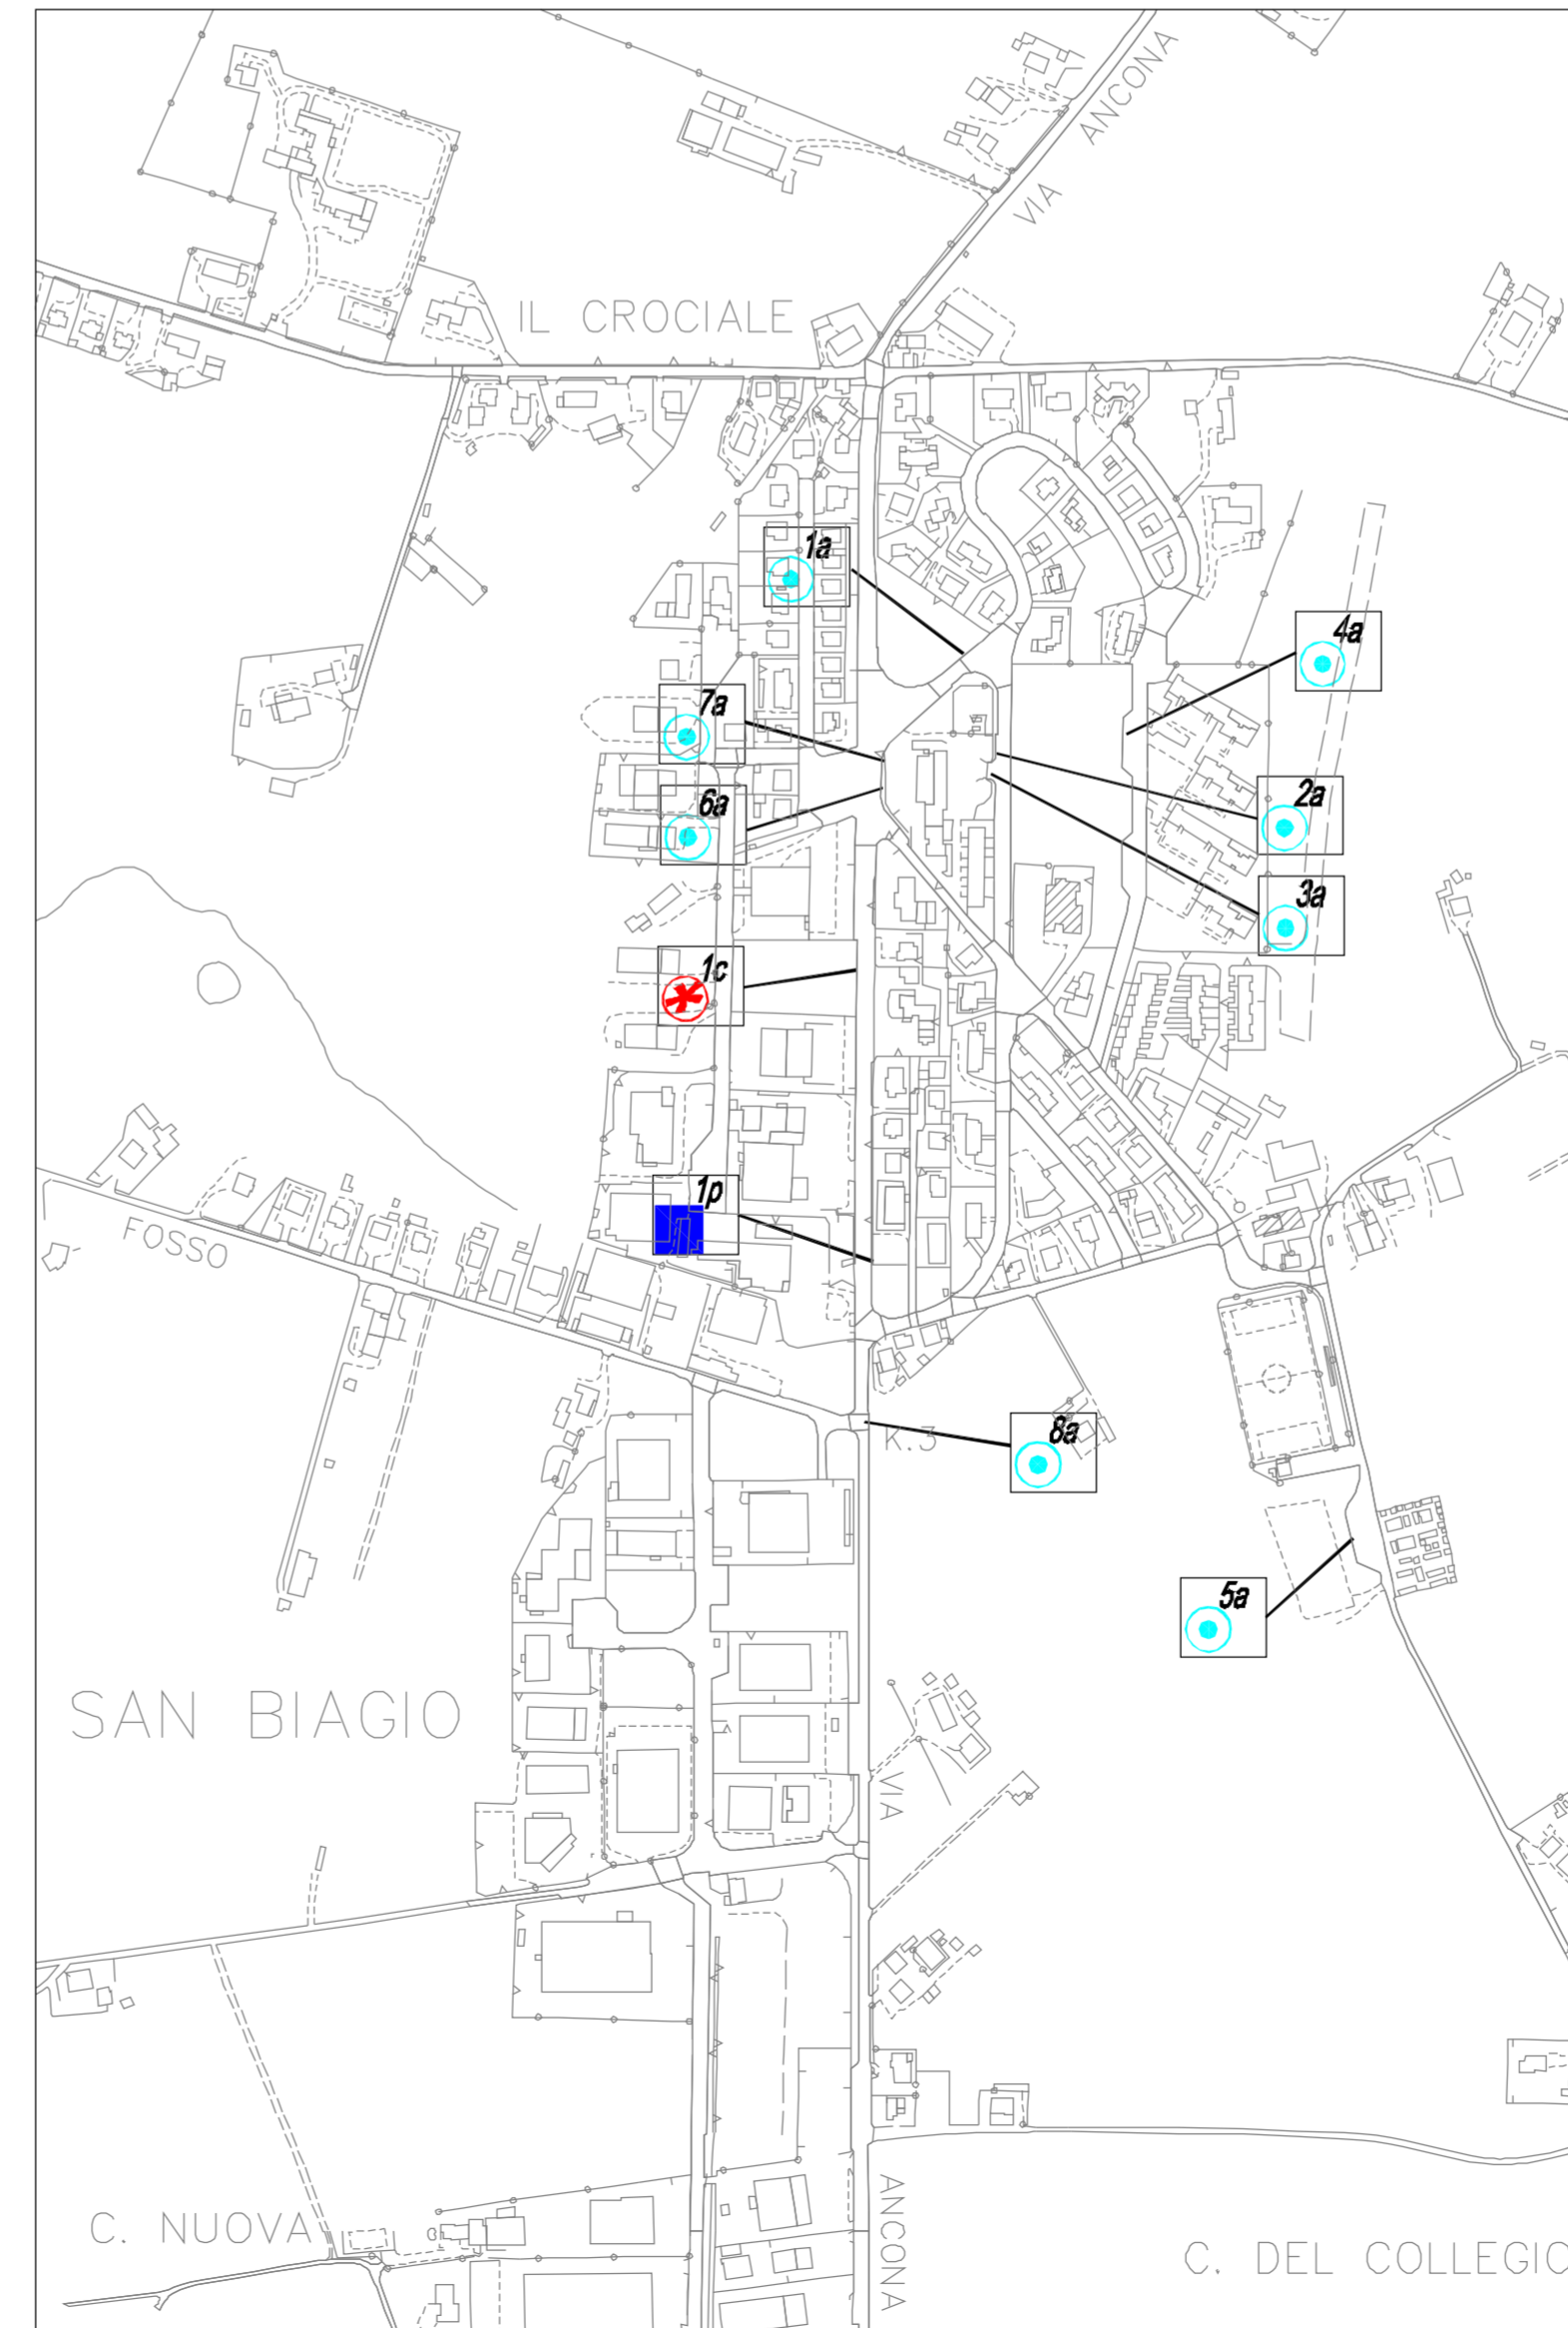 VIA ANCONA
IL CROCIALE
1a
4a
7a
2a
6a
3a
1c
1p
FOSSO
K.3
8a
5a
SAN BIAGIO
VIA
ANCONA
C. NUOVA
C. DEL COLLEGIO